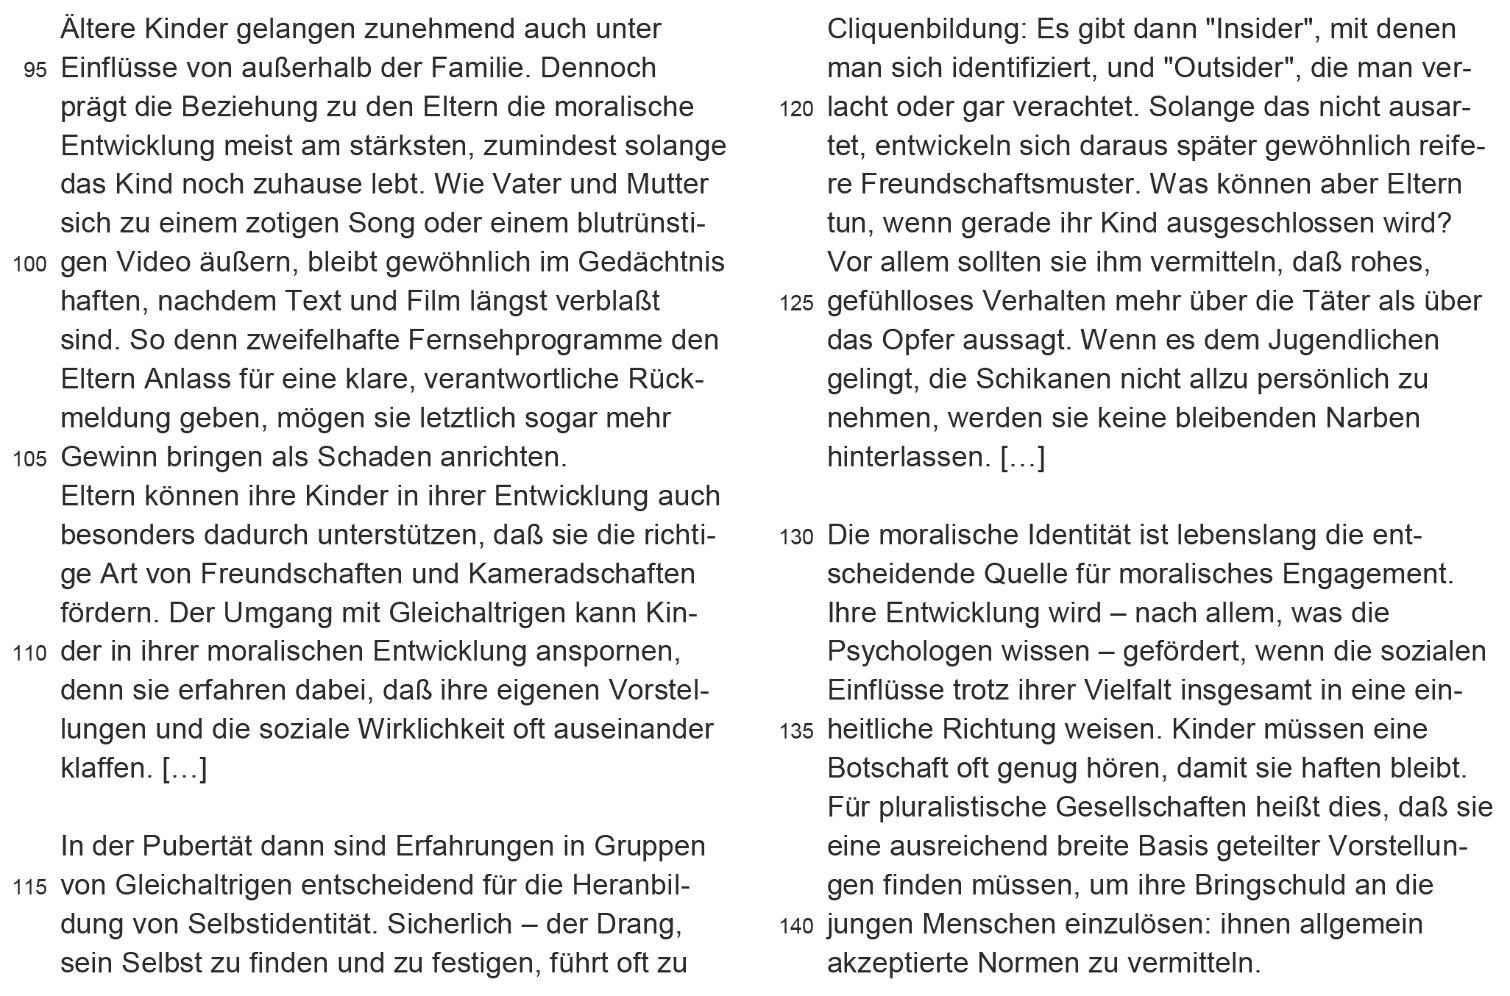 Ältere Kinder gelangen zunehmend auch unter
95 Einflüsse von außerhalb der Familie. Dennoch
prägt die Beziehung zu den Eltern die moralische
Entwicklung meist am stärksten, zumindest solange
das Kind noch zuhause lebt. Wie Vater und Mutter
sich zu einem zotigen Song oder einem blutrünsti-
100 gen Video äußern, bleibt gewöhnlich im Gedächtnis
haften, nachdem Text und Film längst verblaßt
sind. So denn zweifelhafte Fernsehprogramme den
Eltern Anlass für eine klare, verantwortliche Rück-
meldung geben, mögen sie letztlich sogar mehr
105 Gewinn bringen als Schaden anrichten.
Eltern können ihre Kinder in ihrer Entwicklung auch
besonders dadurch unterstützen, daß sie die richti-
ge Art von Freundschaften und Kameradschaften
fördern. Der Umgang mit Gleichaltrigen kann Kin-
110 der in ihrer moralischen Entwicklung anspornen,
denn sie erfahren dabei, daß ihre eigenen Vorstel-
lungen und die soziale Wirklichkeit oft auseinander
klaffen. […]
In der Pubertät dann sind Erfahrungen in Gruppen
115 von Gleichaltrigen entscheidend für die Heranbil-
dung von Selbstidentität. Sicherlich – der Drang,
sein Selbst zu finden und zu festigen, führt oft zu
Cliquenbildung: Es gibt dann "Insider", mit denen
man sich identifiziert, und "Outsider", die man ver-
120 lacht oder gar verachtet. Solange das nicht ausar-
tet, entwickeln sich daraus später gewöhnlich reife-
re Freundschaftsmuster. Was können aber Eltern
tun, wenn gerade ihr Kind ausgeschlossen wird?
Vor allem sollten sie ihm vermitteln, daß rohes,
125 gefühlloses Verhalten mehr über die Täter als über
das Opfer aussagt. Wenn es dem Jugendlichen
gelingt, die Schikanen nicht allzu persönlich zu
nehmen, werden sie keine bleibenden Narben
hinterlassen. […]
130 Die moralische Identität ist lebenslang die ent-
scheidende Quelle für moralisches Engagement.
Ihre Entwicklung wird – nach allem, was die
Psychologen wissen – gefördert, wenn die sozialen
Einflüsse trotz ihrer Vielfalt insgesamt in eine ein-
135 heitliche Richtung weisen. Kinder müssen eine
Botschaft oft genug hören, damit sie haften bleibt.
Für pluralistische Gesellschaften heißt dies, daß sie
eine ausreichend breite Basis geteilter Vorstellun-
gen finden müssen, um ihre Bringschuld an die
140 jungen Menschen einzulösen: ihnen allgemein
akzeptierte Normen zu vermitteln.